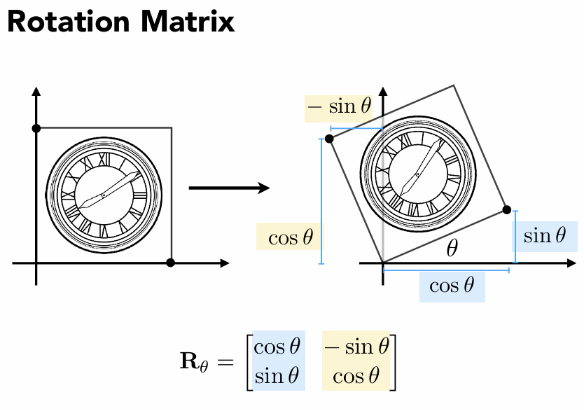 Rotation Matrix
− sin θ
cos θ
sin θ
θ
cos θ
R_θ = [cos θ − sin θ
sin θ cos θ]